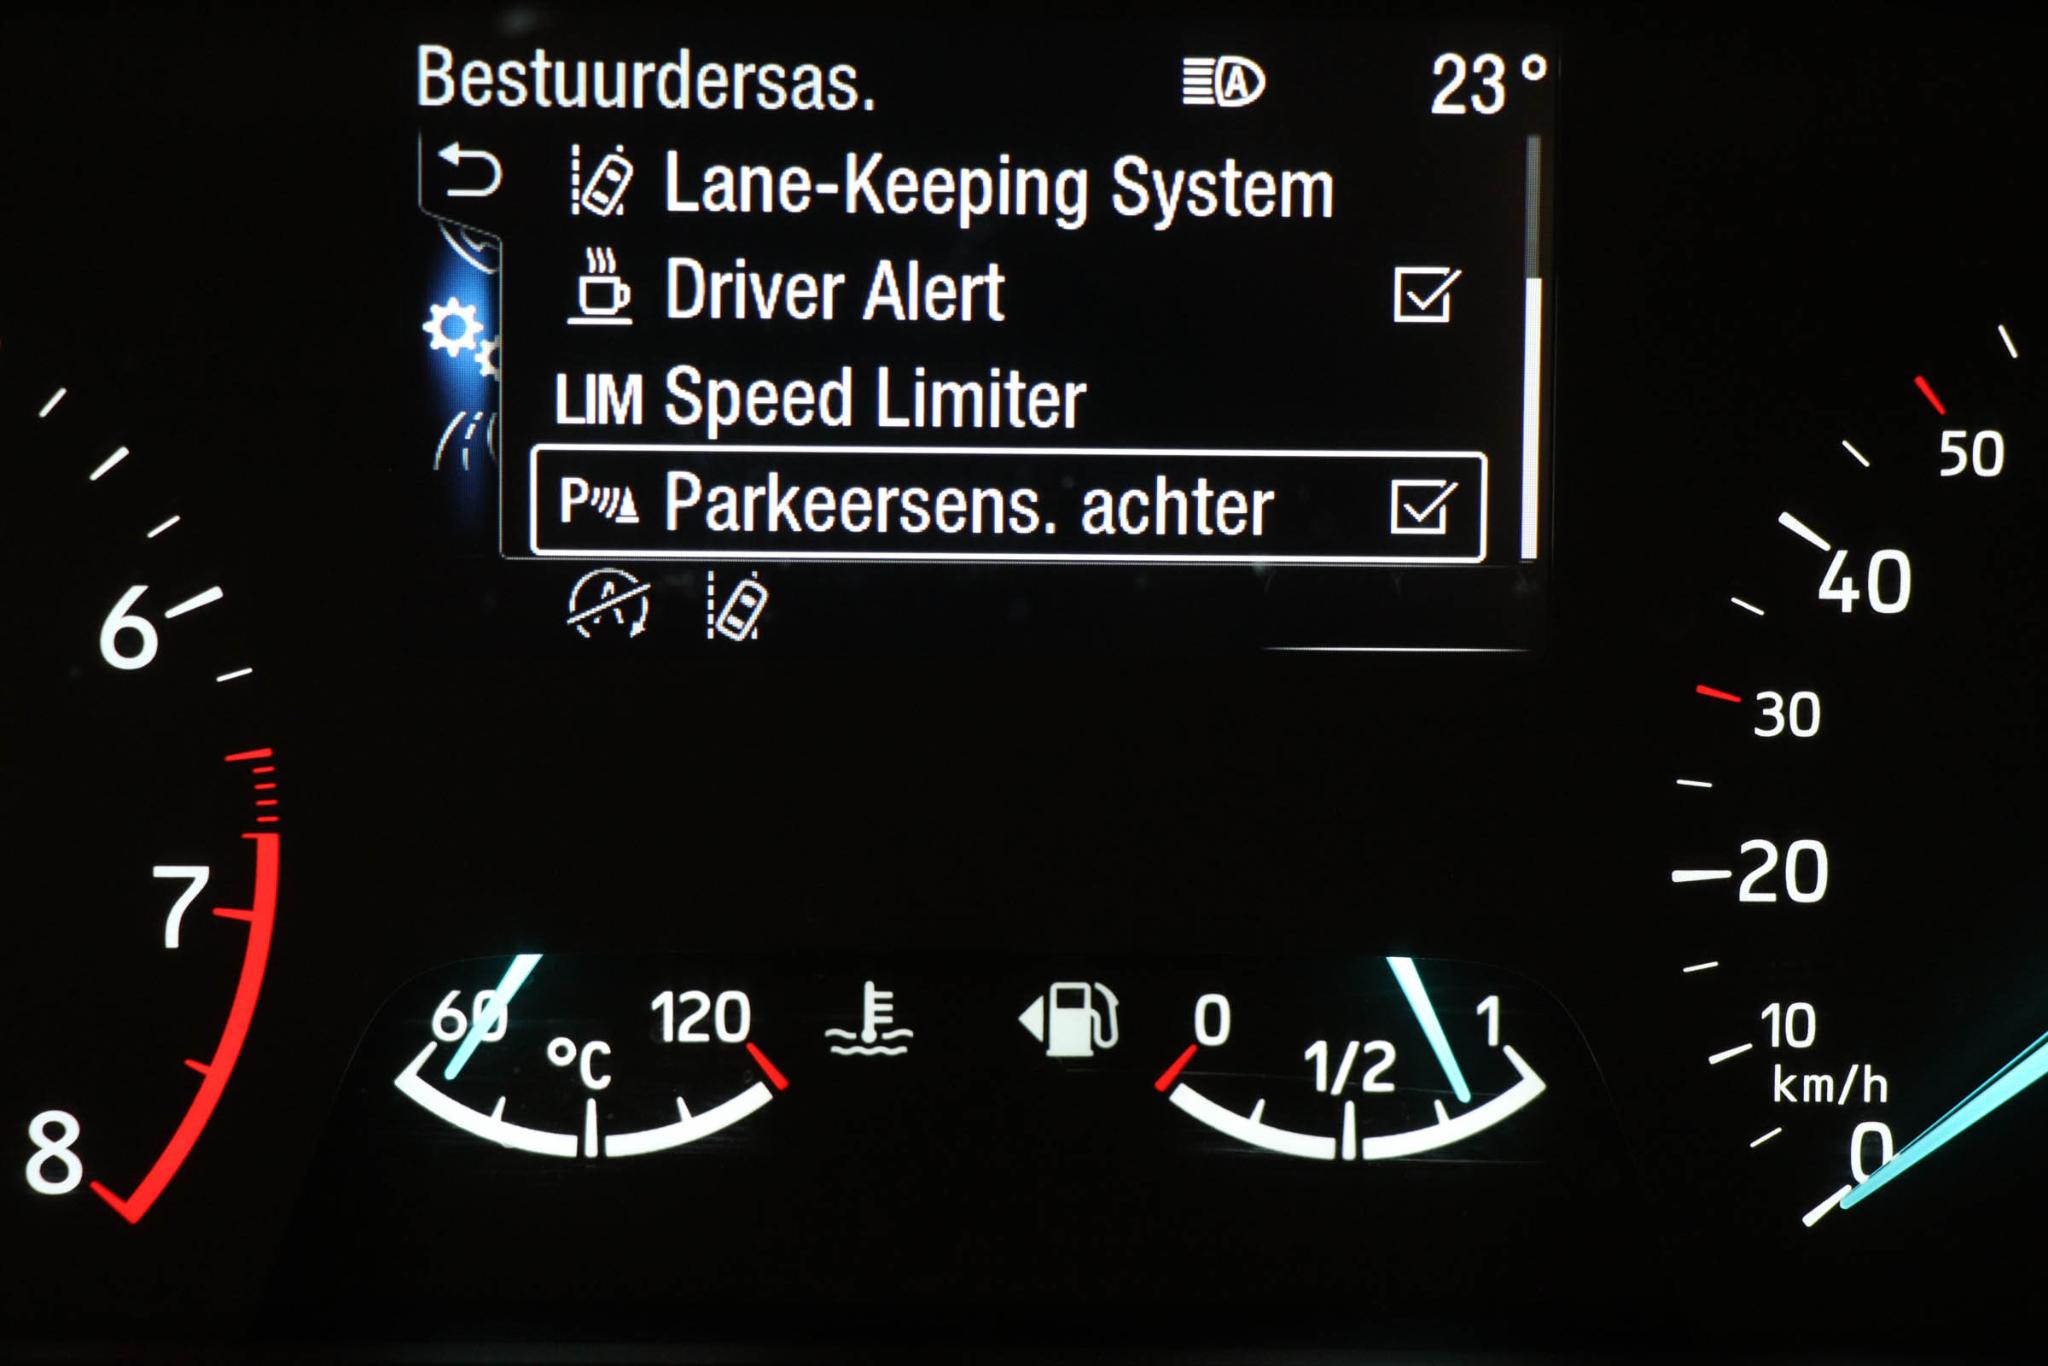 Bestuurdersas.
A
23°
Lane-Keeping System
Driver Alert
LIM Speed Limiter
P Parkeersens. achter
A
6
7
8
60
°C
120
0
1/2
1
50
40
30
20
10
km/h
0